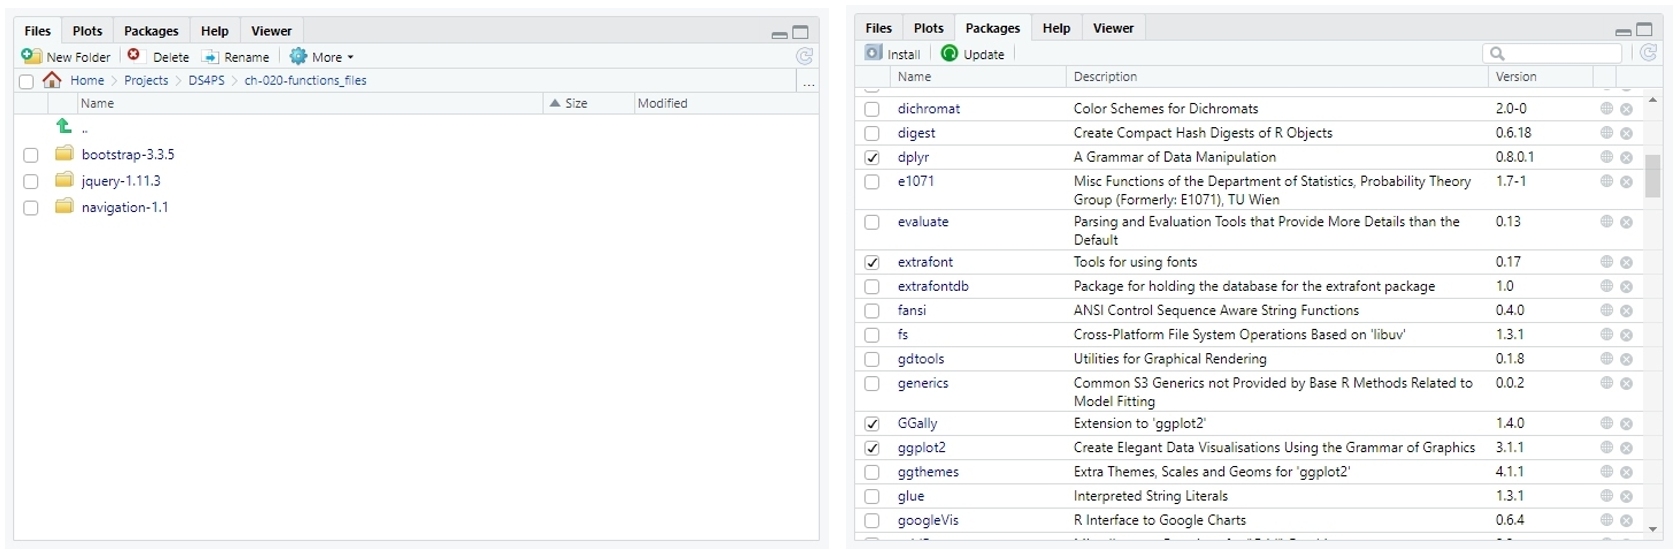 Files Plots Packages Help Viewer
New Folder Delete Rename More
Home Projects DS4PS ch-020-functions_files ...
Name Size Modified
..
bootstrap-3.3.5
jquery-1.11.3
navigation-1.1
Files Plots Packages Help Viewer
Install Update
Name Description Version
dichromat Color Schemes for Dichromats 2.0-0
digest Create Compact Hash Digests of R Objects 0.6.18
dplyr A Grammar of Data Manipulation 0.8.0.1
e1071 Misc Functions of the Department of Statistics, Probability Theory 1.7-1
Group (Formerly: E1071), TU Wien
evaluate Parsing and Evaluation Tools that Provide More Details than the 0.13
Default
extrafont Tools for using fonts 0.17
extrafontdb Package for holding the database for the extrafont package 1.0
fansi ANSI Control Sequence Aware String Functions 0.4.0
fs Cross-Platform File System Operations Based on 'libuv' 1.3.1
gdtools Utilities for Graphical Rendering 0.1.8
generics Common S3 Generics not Provided by Base R Methods Related to 0.0.2
Model Fitting
GGally Extension to 'ggplot2' 1.4.0
ggplot2 Create Elegant Data Visualisations Using the Grammar of Graphics 3.1.1
ggthemes Extra Themes, Scales and Geoms for 'ggplot2' 4.1.1
glue Interpreted String Literals 1.3.1
googleVis R Interface to Google Charts 0.6.4